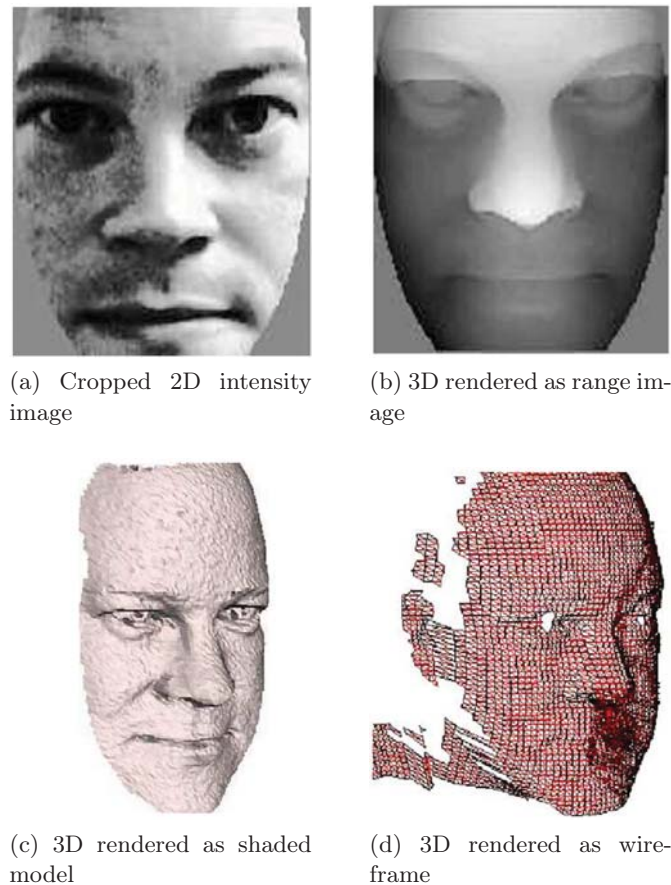 (a) Cropped 2D intensity
image
(b) 3D rendered as range im-
age
(c) 3D rendered as shaded
model
(d) 3D rendered as wire-
frame